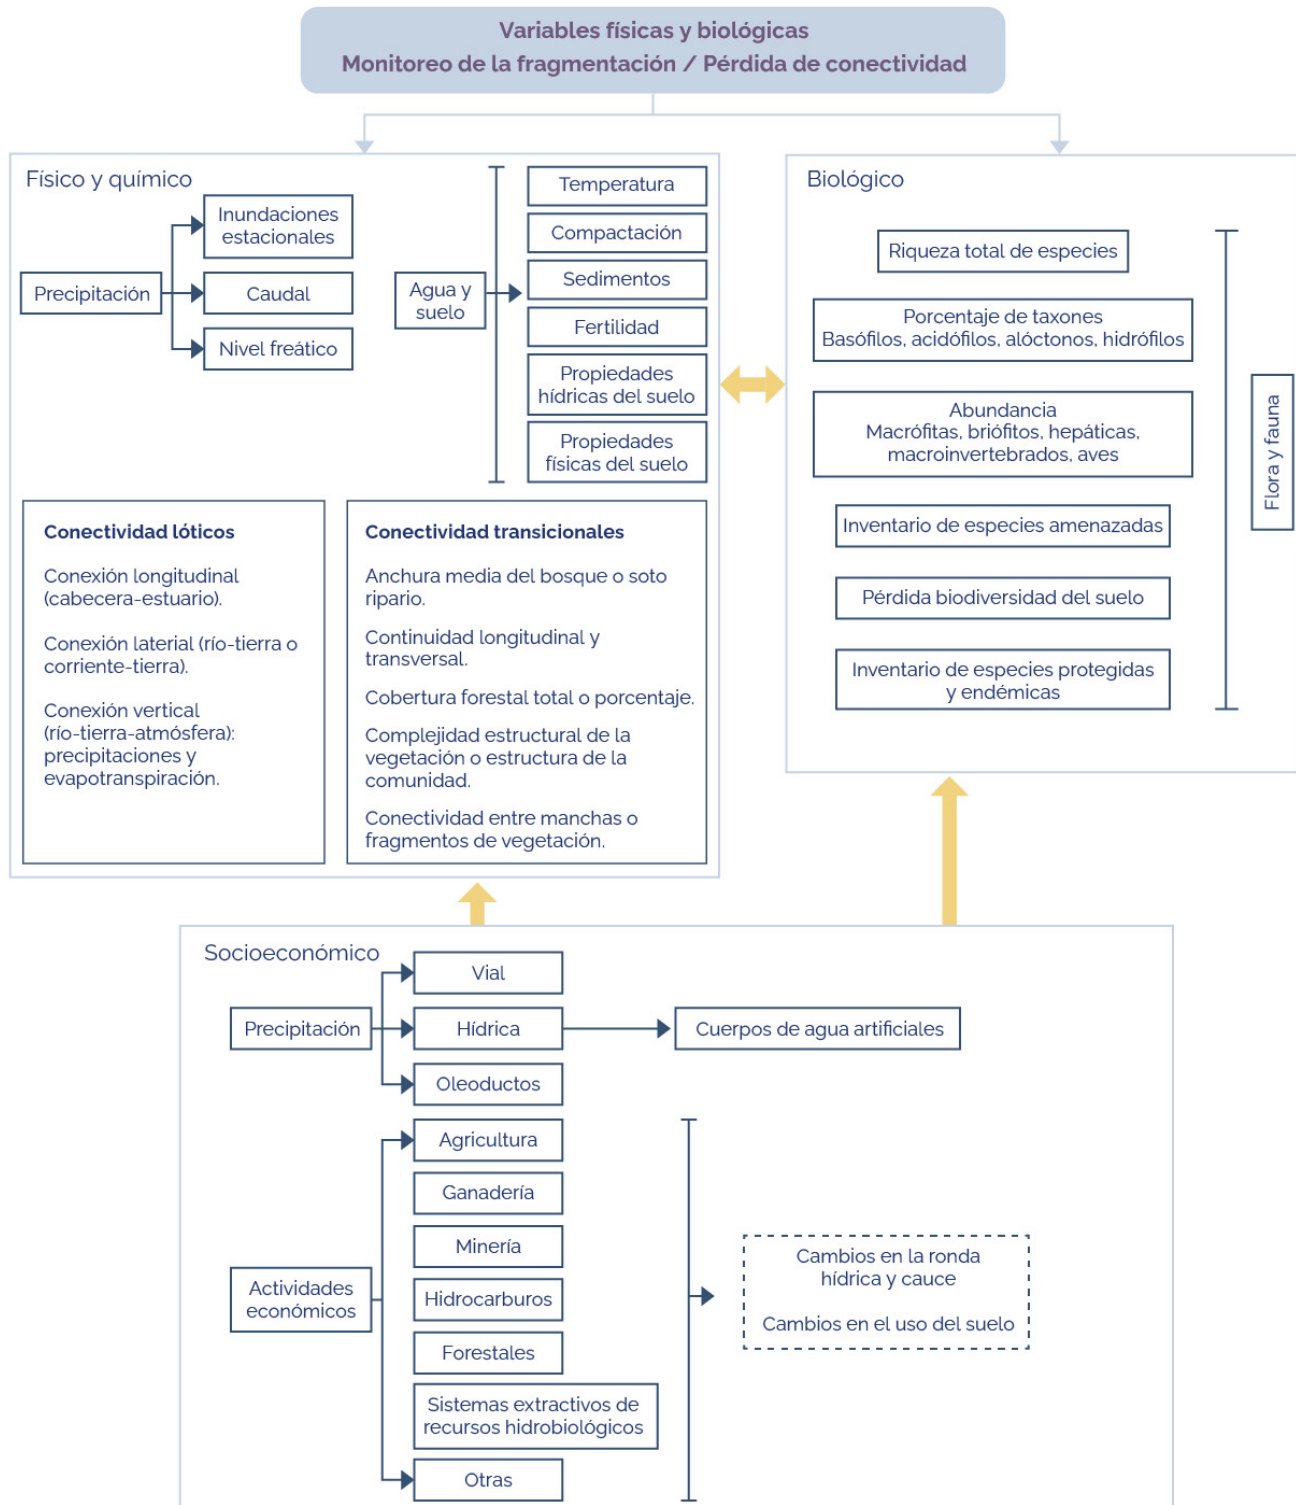 Variables físicas y biológicas
Monitoreo de la fragmentación / Pérdida de conectividad
Físico y químico
Precipitación
Inundaciones
estacionales
Caudal
Nivel freático
Agua y
suelo
Temperatura
Compactación
Sedimentos
Fertilidad
Propiedades
hídricas del suelo
Propiedades
físicas del suelo
Conectividad lóticos
Conexión longitudinal
(cabecera-estuario).
Conexión laterial (río-tierra o
corriente-tierra).
Conexión vertical
(río-tierra-atmósfera):
precipitaciones y
evapotranspiración.
Conectividad transicionales
Anchura media del bosque o soto
ripario.
Continuidad longitudinal y
transversal.
Cobertura forestal total o porcentaje.
Complejidad estructural de la
vegetación o estructura de la
comunidad.
Conectividad entre manchas o
fragmentos de vegetación.
Biológico
Riqueza total de especies
Porcentaje de taxones
Basófilos, acidófilos, alóctonos, hidrófilos
Abundancia
Macrófitas, briófitos, hepáticas,
macroinvertebrados, aves
Inventario de especies amenazadas
Pérdida biodiversidad del suelo
Inventario de especies protegidas
y endémicas
Flora y fauna
Socioeconómico
Precipitación
Vial
Hídrica
Oleoductos
Cuerpos de agua artificiales
Actividades
económicos
Agricultura
Ganadería
Minería
Hidrocarburos
Forestales
Sistemas extractivos de
recursos hidrobiológicos
Otras
Cambios en la ronda
hídrica y cauce
Cambios en el uso del suelo